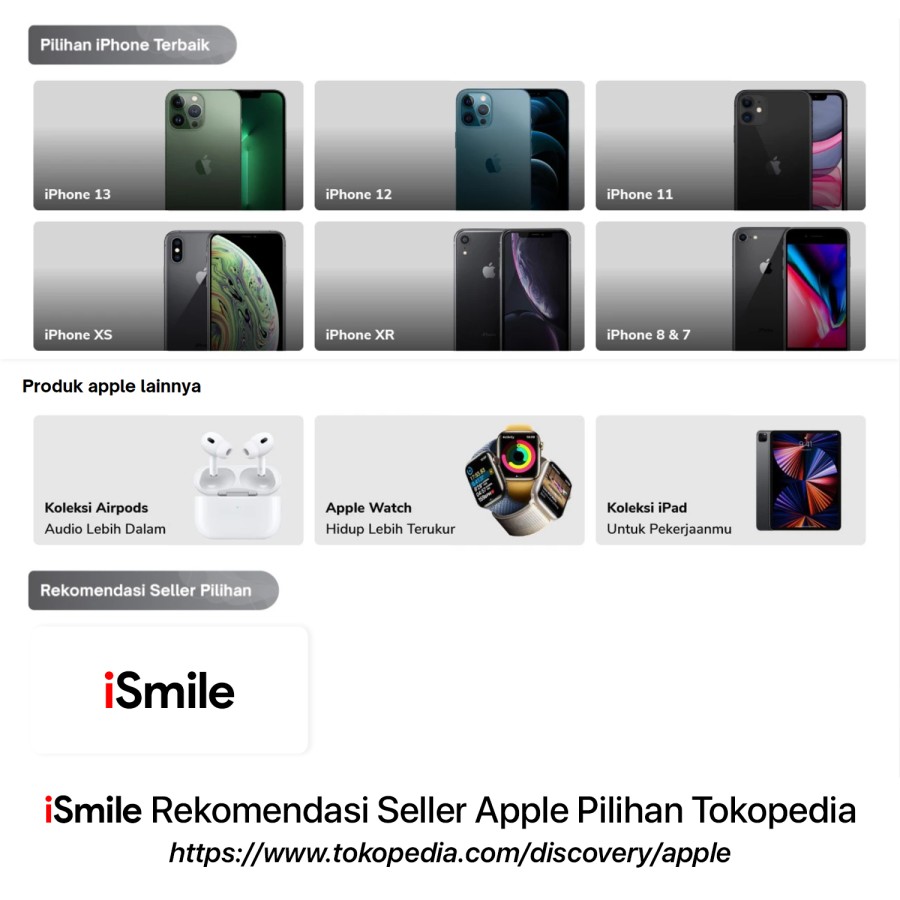 Pilihan iPhone Terbaik
iPhone 13
iPhone 12
iPhone 11
iPhone XS
iPhone XR
iPhone 8 & 7
Produk apple lainnya
Koleksi Airpods
Audio Lebih Dalam
Apple Watch
Hidup Lebih Terukur
Koleksi iPad
Untuk Pekerjaanmu
9:41
Rekomendasi Seller Pilihan
iSmile
iSmile Rekomendasi Seller Apple Pilihan Tokopedia
https://www.tokopedia.com/discovery/apple